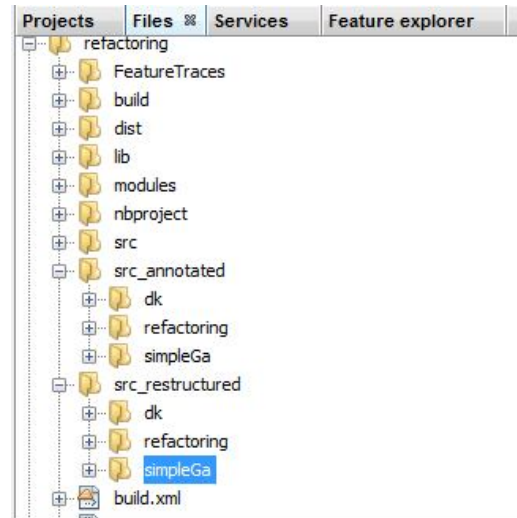 Projects Files Services Feature explorer
refactoring
FeatureTraces
build
dist
lib
modules
nbproject
src
src_annotated
dk
refactoring
simpleGa
src_restructured
dk
refactoring
simpleGa
build.xml